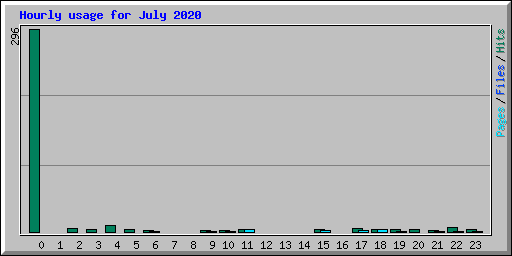 Hourly usage for July 2020
296
Pages/Files/Hits
0 1 2 3 4 5 6 7 8 9 10 11 12 13 14 15 16 17 18 19 20 21 22 23